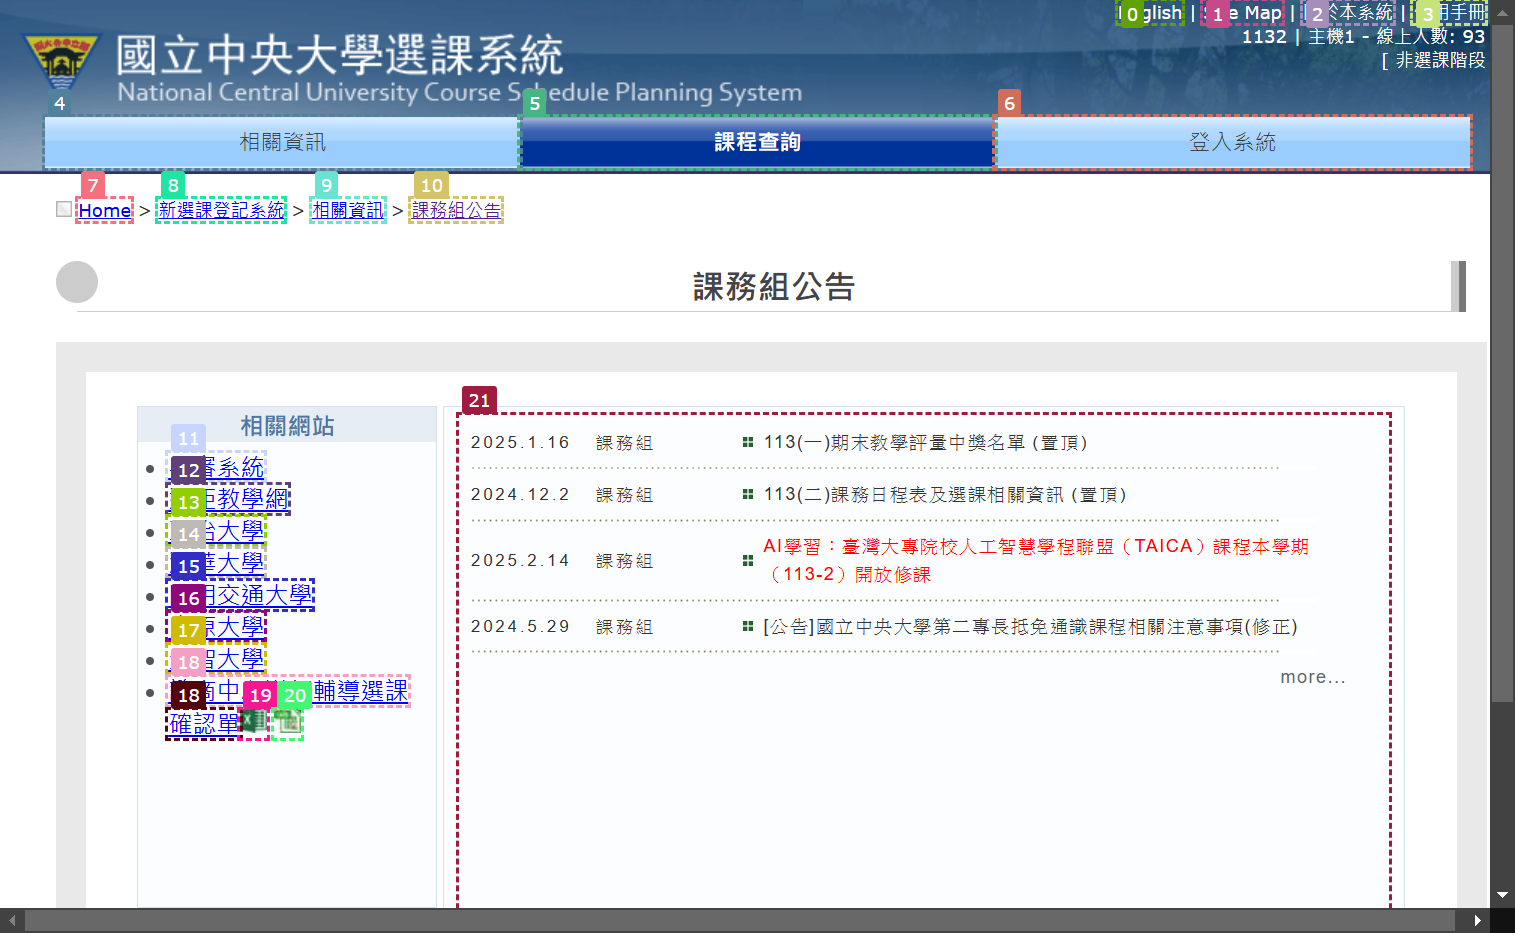 0 glish | 1 e Map | 2 於本系統 | 3 用手冊
1132 | 主機1 - 線上人數: 93
[ 非選課階段
國立中央大學選課系統
National Central University Course Schedule Planning System
4 5 6
相關資訊 課程查詢 登入系統
7 8 9 10
Home > 新選課登記系統 > 相關資訊 > 課務組公告
課務組公告
相關網站
11
12 審系統
13 教學網
14 大學
15 大學
16 交通大學
17 大學
18 智大學
18 19 20 輔導選課
確認單
21
2025.1.16 課務組 113(一)期末教學評量中獎名單 (置頂)
2024.12.2 課務組 113(二)課務日程表及選課相關資訊 (置頂)
2025.2.14 課務組 AI學習：臺灣大專院校人工智慧學程聯盟（TAICA）課程本學期
（113-2）開放修課
2024.5.29 課務組 [公告]國立中央大學第二專長抵免通識課程相關注意事項(修正)
more...